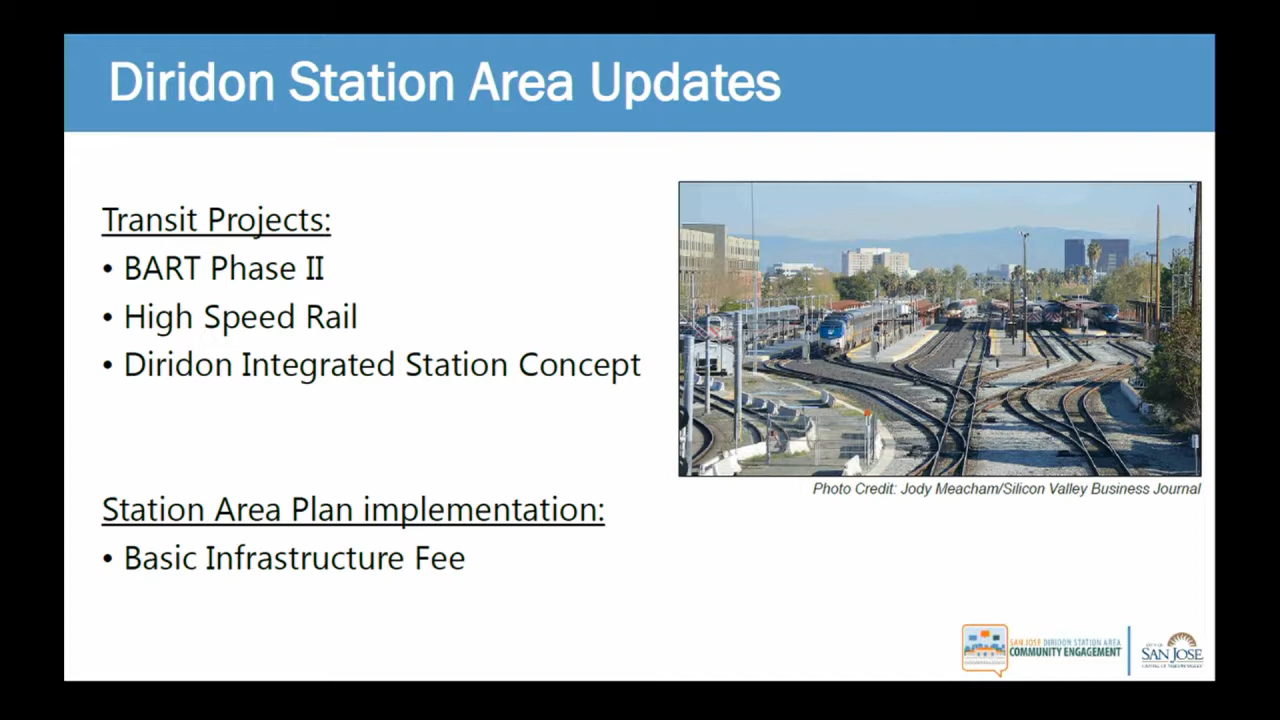 Diridon Station Area Updates
Transit Projects:
• BART Phase II
• High Speed Rail
• Diridon Integrated Station Concept
Photo Credit: Jody Meacham/Silicon Valley Business Journal
Station Area Plan implementation:
• Basic Infrastructure Fee
SAN JOSE DIRIDON STATION AREA
COMMUNITY ENGAGEMENT
CITY OF
SAN JOSE
CAPITAL OF SILICON VALLEY